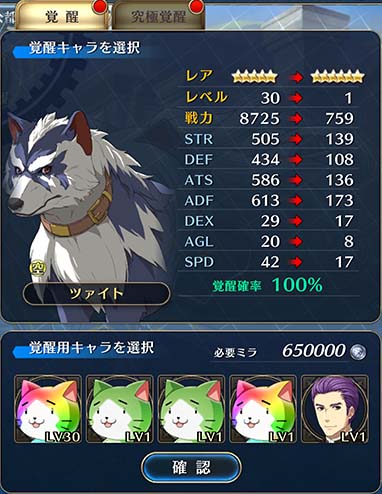 覚醒 究極覚醒
覚醒キャラを選択
レア
レベル 30 1
戦力 8725 759
STR 505 139
DEF 434 108
ATS 586 136
ADF 613 173
DEX 29 17
AGL 20 8
SPD 42 17
空
ツァイト
覚醒確率 100%
覚醒用キャラを選択 必要ミラ 650000
LV30 LV1 LV1 LV1 LV1
確認